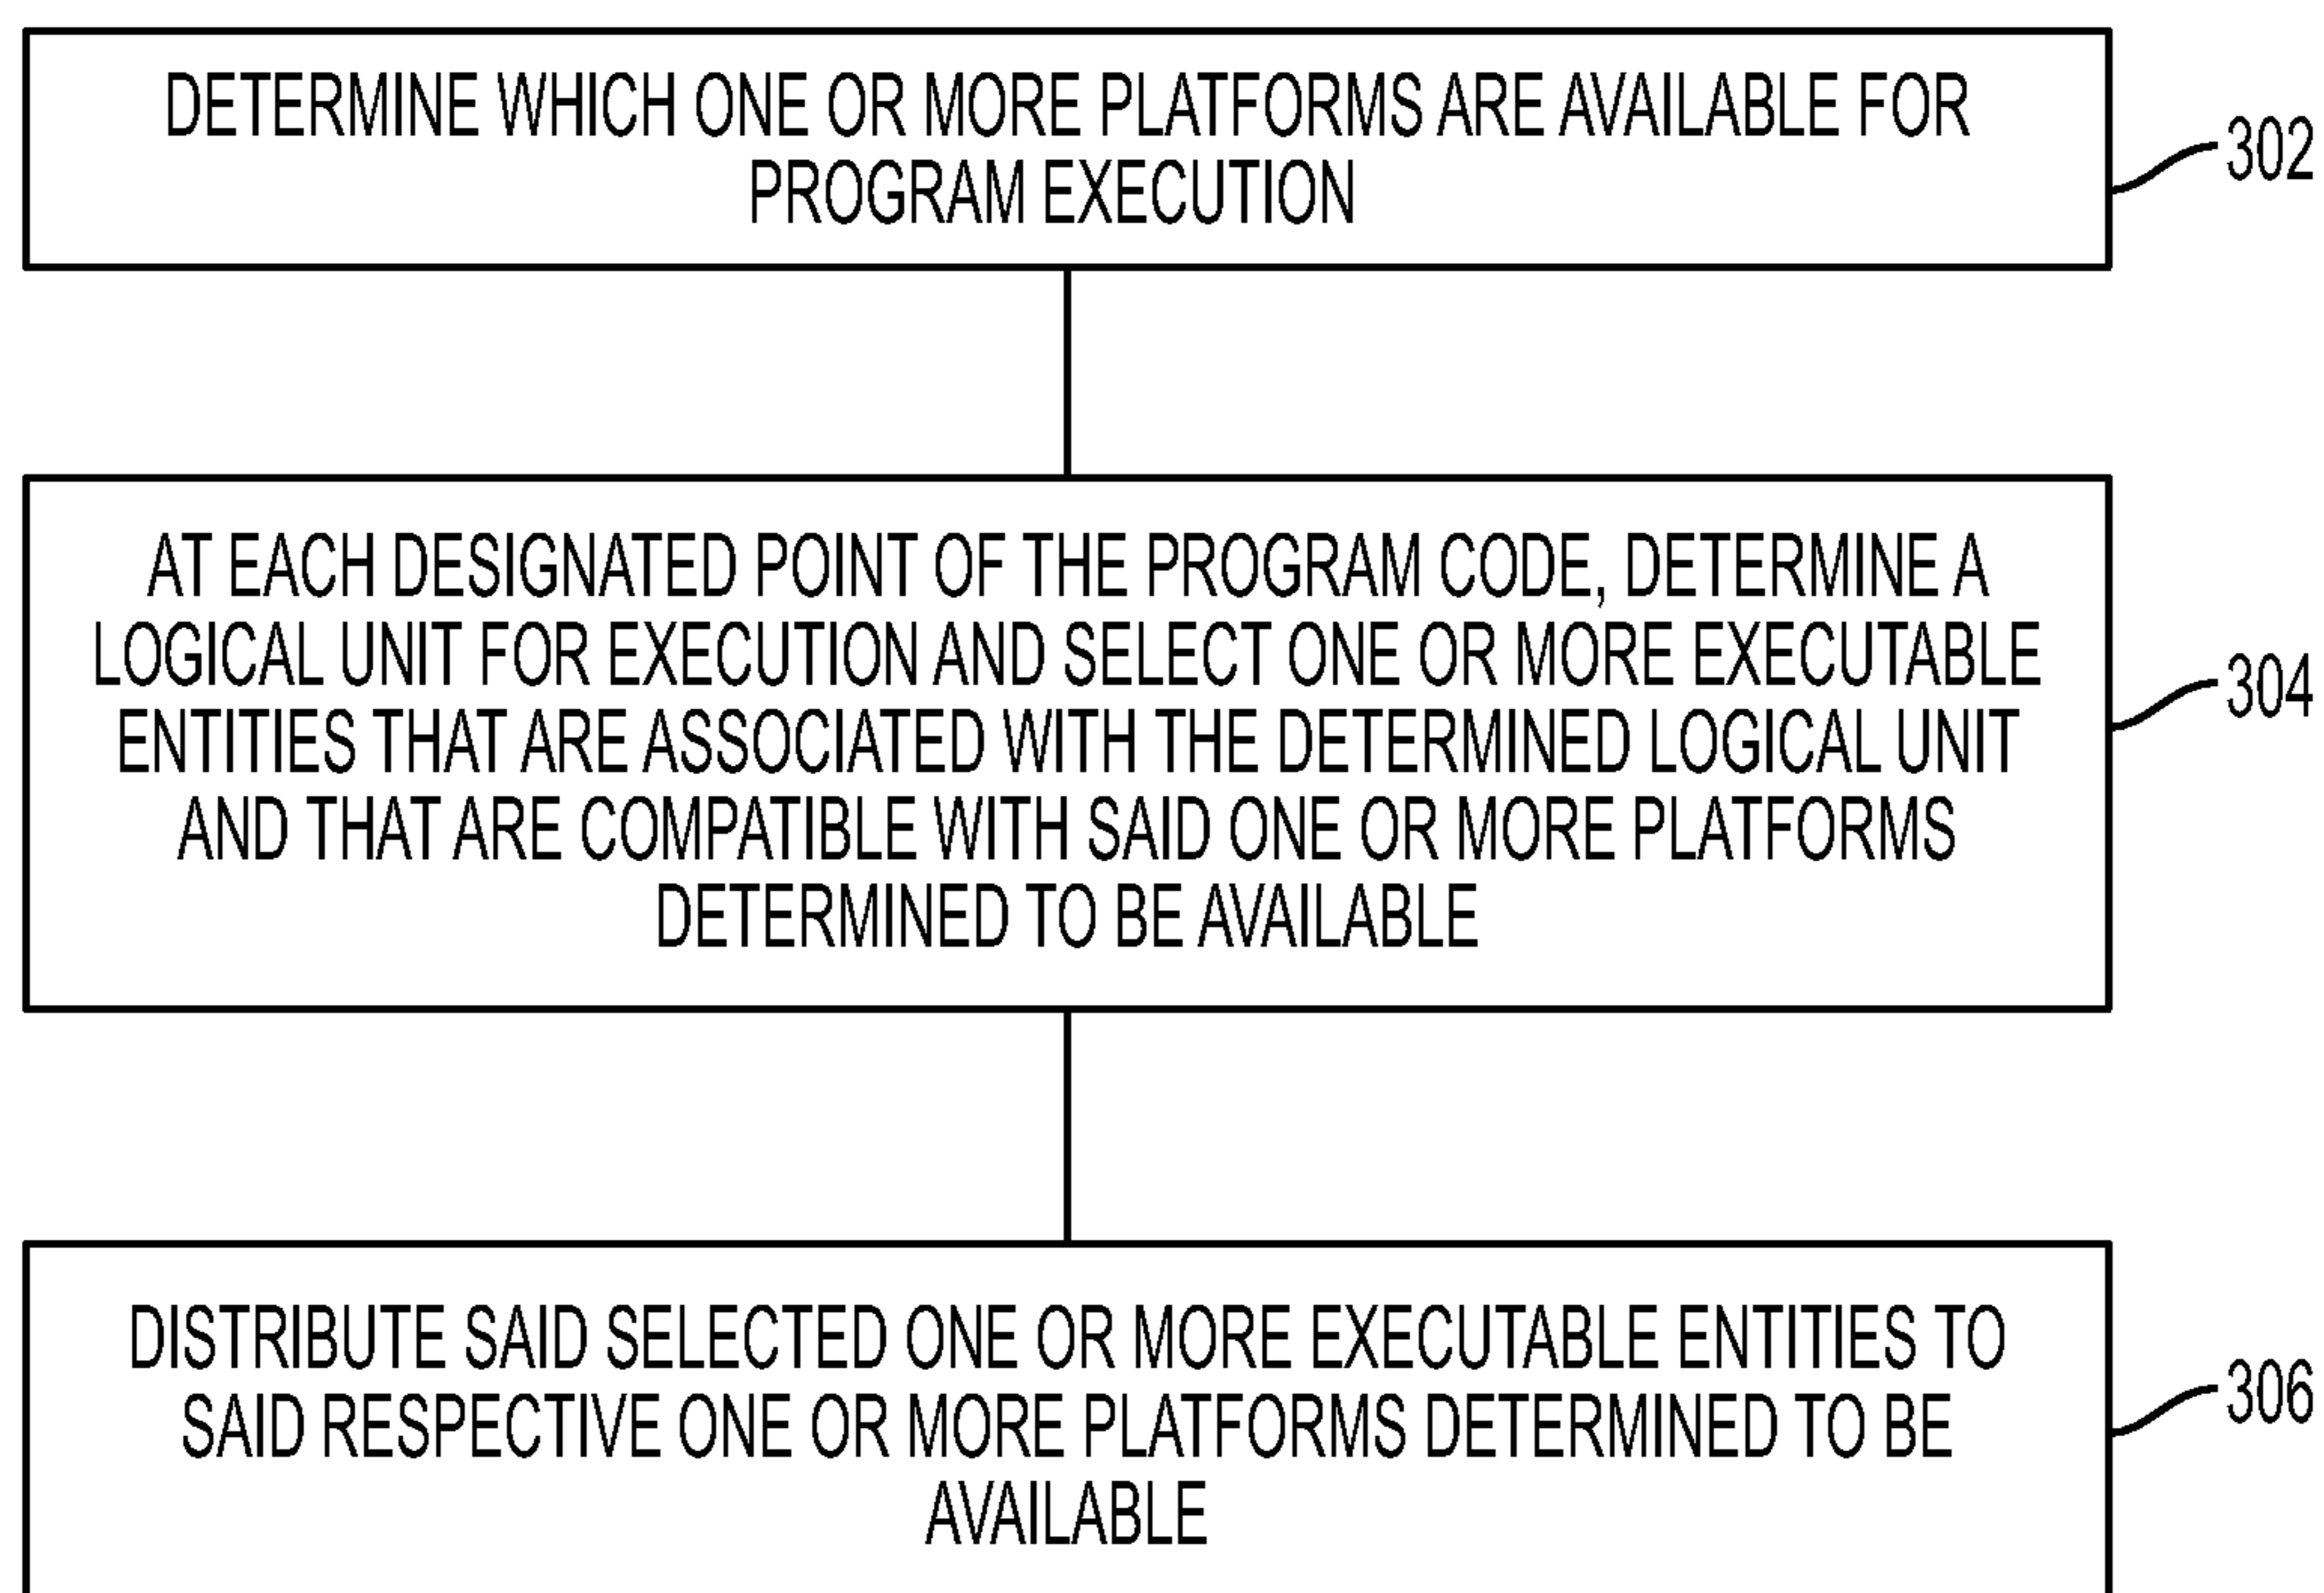 DETERMINE WHICH ONE OR MORE PLATFORMS ARE AVAILABLE FOR
PROGRAM EXECUTION
302
AT EACH DESIGNATED POINT OF THE PROGRAM CODE, DETERMINE A
LOGICAL UNIT FOR EXECUTION AND SELECT ONE OR MORE EXECUTABLE
ENTITIES THAT ARE ASSOCIATED WITH THE DETERMINED LOGICAL UNIT
AND THAT ARE COMPATIBLE WITH SAID ONE OR MORE PLATFORMS
DETERMINED TO BE AVAILABLE
304
DISTRIBUTE SAID SELECTED ONE OR MORE EXECUTABLE ENTITIES TO
SAID RESPECTIVE ONE OR MORE PLATFORMS DETERMINED TO BE
AVAILABLE
306